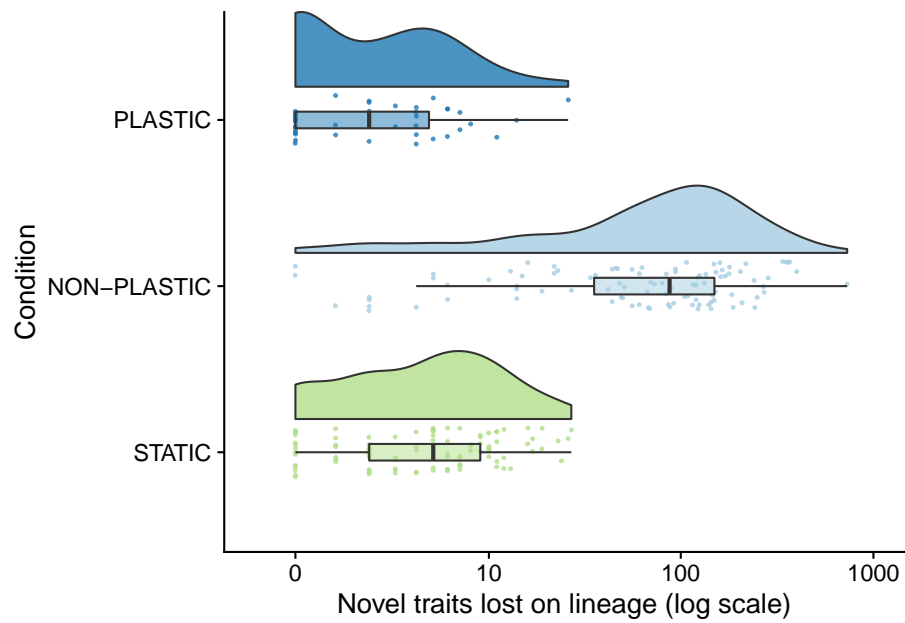 Condition
PLASTIC
NON−PLASTIC
STATIC
0 10 100 1000
Novel traits lost on lineage (log scale)